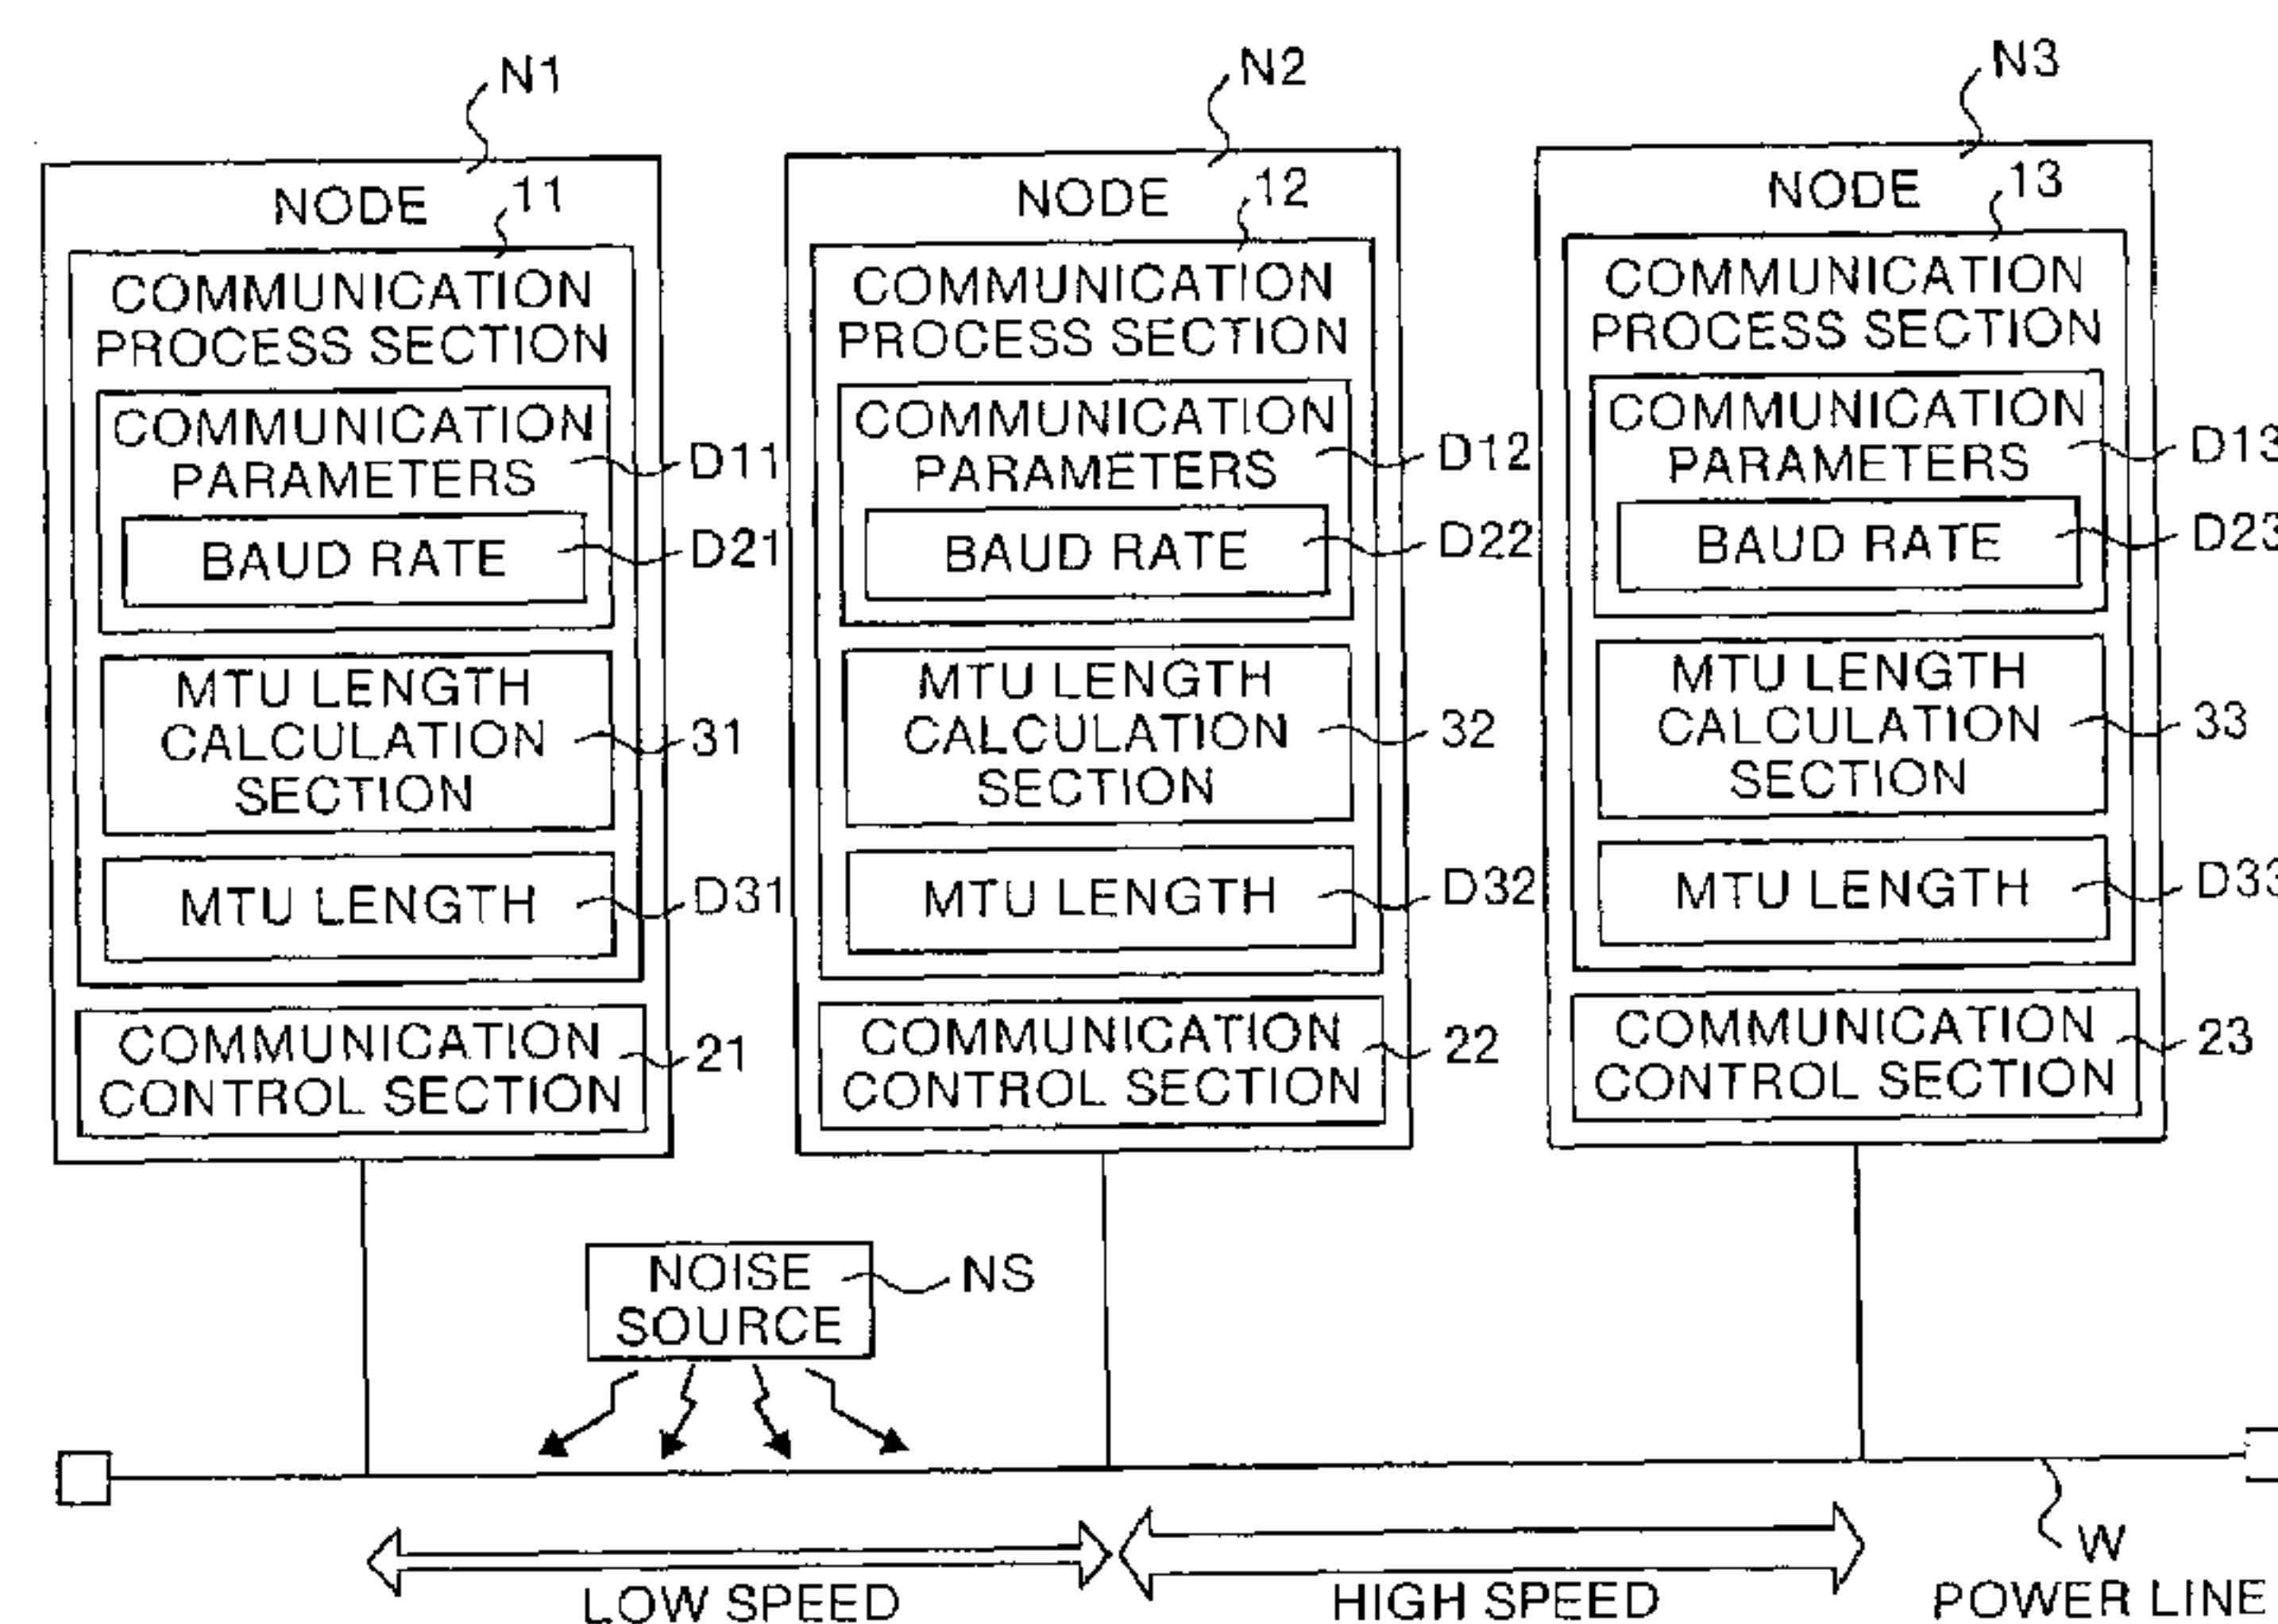 N1
NODE
11
COMMUNICATION
PROCESS SECTION
COMMUNICATION
PARAMETERS
D11
BAUD RATE
D21
MTU LENGTH
CALCULATION
SECTION
31
MTU LENGTH
D31
COMMUNICATION
CONTROL SECTION
21
N2
NODE
12
COMMUNICATION
PROCESS SECTION
COMMUNICATION
PARAMETERS
D12
BAUD RATE
D22
MTU LENGTH
CALCULATION
SECTION
32
MTU LENGTH
D32
COMMUNICATION
CONTROL SECTION
22
N3
NODE
13
COMMUNICATION
PROCESS SECTION
COMMUNICATION
PARAMETERS
D13
BAUD RATE
D23
MTU LENGTH
CALCULATION
SECTION
33
MTU LENGTH
D33
COMMUNICATION
CONTROL SECTION
23
NOISE
SOURCE
NS
LOW SPEED
HIGH SPEED
W
POWER LINE